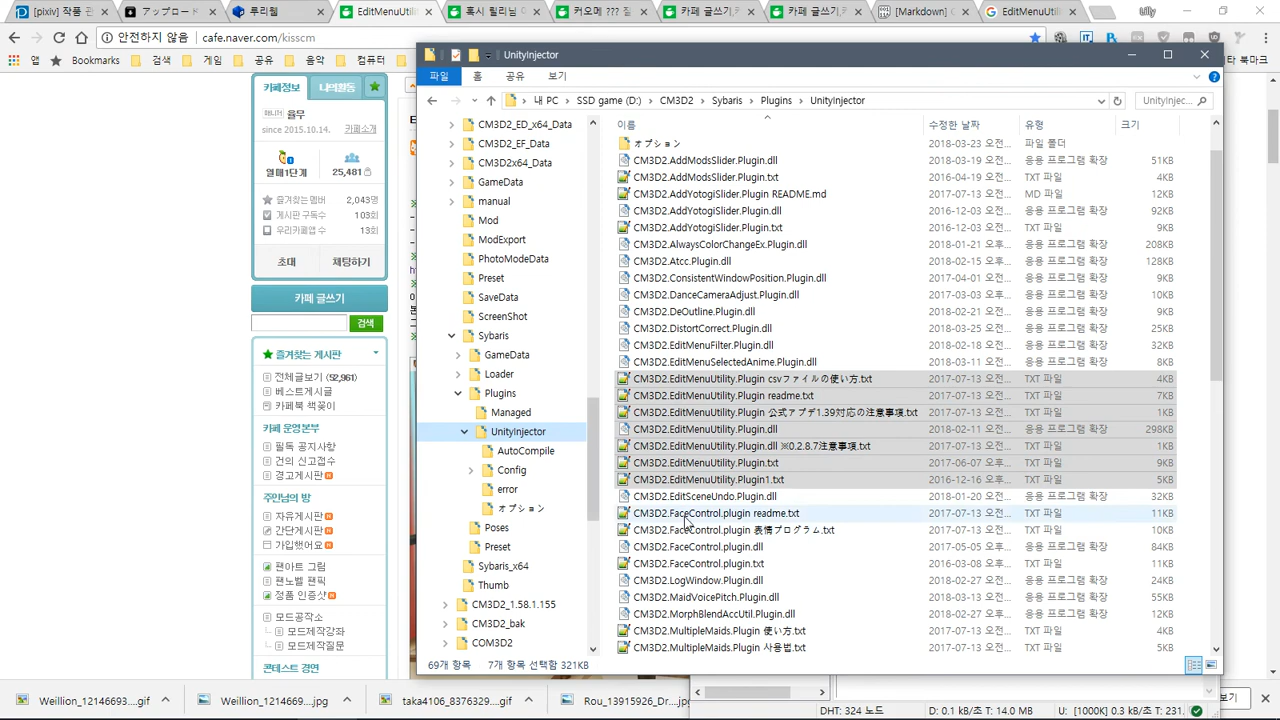 [pixiv] 작품 관
アップロード
루리웹
EditMenuUtil
혹시 릴리님 더
커오메 ??? 질
카페 글쓰기,키
카페 글쓰기,키
[Markdown] C
EditMenuUtil
Ully
안전하지 않음
cafe.naver.com/kisscm
앱
Bookmarks
검색
게임
공유
음악
컴퓨터
타 북마크
카페정보
나의활동
매니저 율무
since 2015.10.14.
카페소개
열매1단계
25,481
즐겨찾는 멤버 2,043명
게시판 구독수 103회
우리카페앱 수 13회
초대
채팅하기
카페 글쓰기
검색
즐겨찾는 게시판
전체글보기 (52,961)
베스트게시글
카페북 책꽂이
카페 운영본부
필독 공지사항
건의 신고접수
경고게시판
주민님의 방
자유게시판
간단게시판
가입했어요
팬아트 그림
팬노벨 팬픽
정품 인증샷
모드공작소
모드제작강좌
모드제작질문
콘테스트 경연
UnityInjector
파일
홈
공유
보기
내 PC
SSD game (D:)
CM3D2
Sybaris
Plugins
UnityInjector
UnityInjec...
CM3D2_ED_x64_Data
CM3D2_EF_Data
CM3D2x64_Data
GameData
manual
Mod
ModExport
PhotoModeData
Preset
SaveData
ScreenShot
Sybaris
GameData
Loader
Plugins
Managed
UnityInjector
AutoCompile
Config
error
オプション
Poses
Preset
Sybaris_x64
Thumb
CM3D2_1.58.1.155
CM3D2_bak
COM3D2
이름
수정한 날짜
유형
크기
オプション 2018-03-23 오전... 파일 폴더
CM3D2.AddModsSlider.Plugin.dll 2018-03-19 오전... 응용 프로그램 확장 51KB
CM3D2.AddModsSlider.Plugin.txt 2016-04-19 오전... TXT 파일 2KB
CM3D2.AddYotogiSlider.Plugin README.md 2017-07-13 오전... MD 파일 12KB
CM3D2.AddYotogiSlider.Plugin.dll 2016-12-03 오전... 응용 프로그램 확장 92KB
CM3D2.AddYotogiSlider.Plugin.txt 2016-12-03 오전... TXT 파일 2KB
CM3D2.AlwaysColorChangeEx.Plugin.dll 2018-01-21 오전... 응용 프로그램 확장 208KB
CM3D2.Atcc.Plugin.dll 2018-02-15 오후... 응용 프로그램 확장 128KB
CM3D2.ConsistentWindowPosition.Plugin.dll 2017-04-01 오전... 응용 프로그램 확장 9KB
CM3D2.DanceCameraAdjust.Plugin.dll 2017-03-03 오후... 응용 프로그램 확장 10KB
CM3D2.DeOutline.Plugin.dll 2018-02-21 오전... 응용 프로그램 확장 9KB
CM3D2.DistortCorrect.Plugin.dll 2018-03-25 오전... 응용 프로그램 확장 25KB
CM3D2.EditMenuFilter.Plugin.dll 2018-02-18 오전... 응용 프로그램 확장 32KB
CM3D2.EditMenuSelectedAnime.Plugin.dll 2018-03-11 오전... 응용 프로그램 확장 8KB
CM3D2.EditMenuUtility.Plugin csvファイルの使い方.txt 2017-07-13 오전... TXT 파일 4KB
CM3D2.EditMenuUtility.Plugin readme.txt 2017-07-13 오전... TXT 파일 7KB
CM3D2.EditMenuUtility.Plugin 公式アプデ1.39対応の注意事項.txt 2017-07-13 오전... TXT 파일 1KB
CM3D2.EditMenuUtility.Plugin.dll 2018-02-11 오전... 응용 프로그램 확장 298KB
CM3D2.EditMenuUtility.Plugin.dll ※0.2.8.7注意事項.txt 2017-07-13 오전... TXT 파일 1KB
CM3D2.EditMenuUtility.Plugin.txt 2017-06-07 오후... TXT 파일 9KB
CM3D2.EditMenuUtility.Plugin1.txt 2016-12-16 오후... TXT 파일 5KB
CM3D2.EditSceneUndo.Plugin.dll 2018-01-20 오전... 응용 프로그램 확장 32KB
CM3D2.FaceControl.plugin readme.txt 2017-07-13 오전... TXT 파일 11KB
CM3D2.FaceControl.plugin 表情プログラム.txt 2017-07-13 오전... TXT 파일 10KB
CM3D2.FaceControl.plugin.dll 2017-05-05 오후... 응용 프로그램 확장 84KB
CM3D2.FaceControl.plugin.txt 2016-03-08 오후... TXT 파일 11KB
CM3D2.LogWindow.Plugin.dll 2018-02-27 오전... 응용 프로그램 확장 24KB
CM3D2.MaidVoicePitch.Plugin.dll 2018-03-13 오전... 응용 프로그램 확장 55KB
CM3D2.MorphBlendAccUtil.Plugin.dll 2018-02-27 오후... 응용 프로그램 확장 12KB
CM3D2.MultipleMaids.Plugin 使い方.txt 2017-07-13 오전... TXT 파일 4KB
CM3D2.MultipleMaids.Plugin 사용법.txt 2017-07-13 오전... TXT 파일 5KB
69개 항목
7개 항목 선택함 321KB
Weillion_12146693....gif
Weillion_1214669....jpg
taka4106_8376329....gif
Rou_13915926_Dr....jpg
보기
DHT: 324 노드
D: 0.1 kB/초 T: 14.0 MB
U: [1000K] 0.3 kB/초 T: 231.